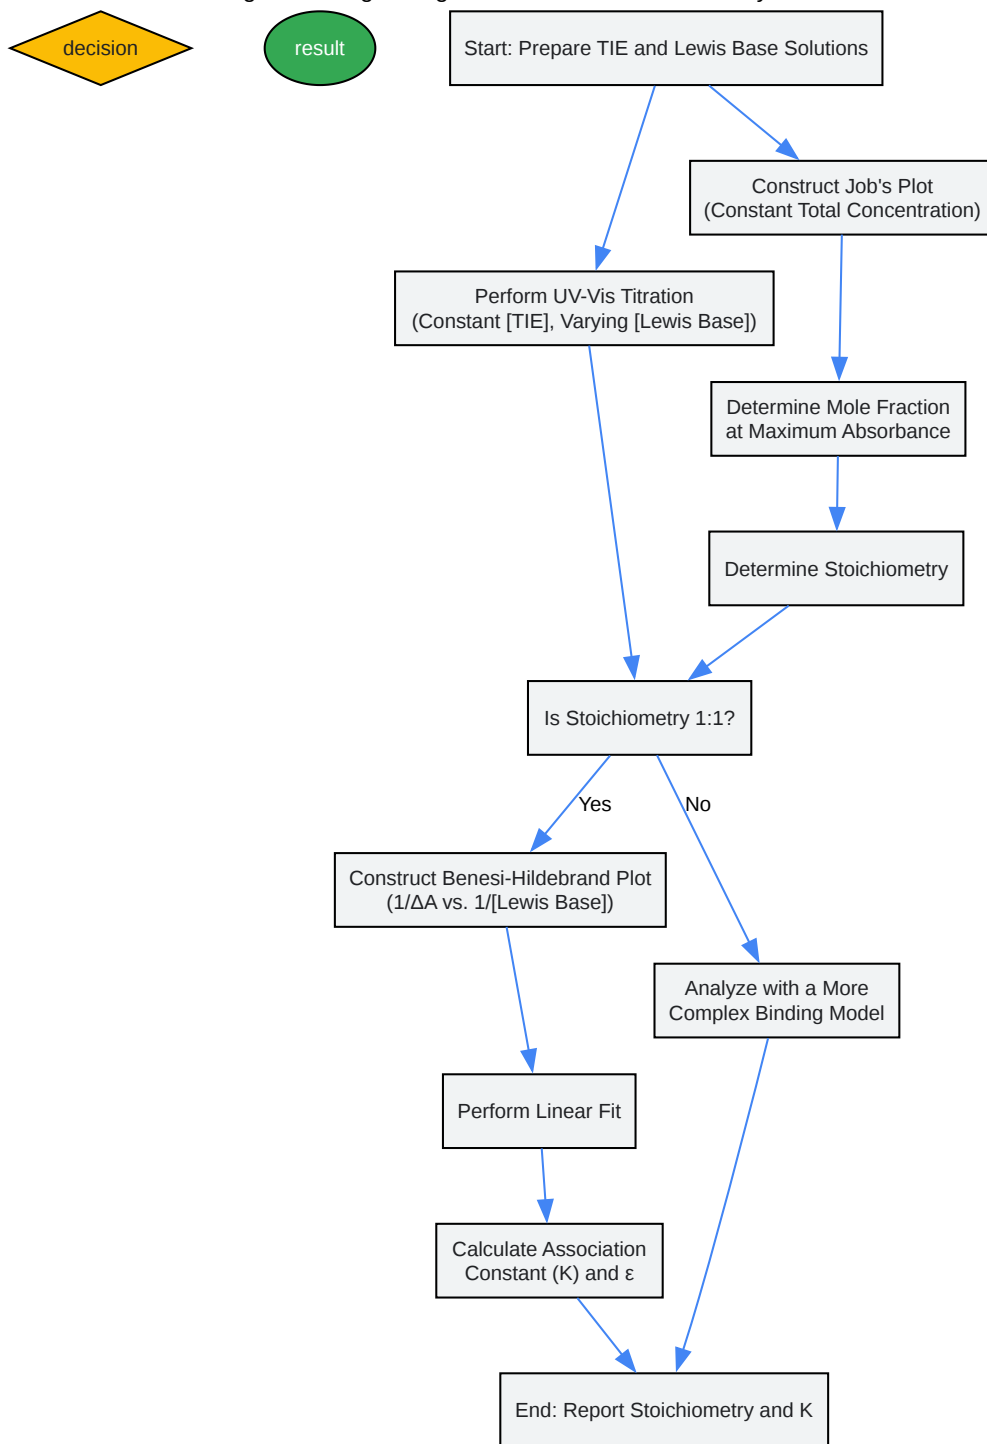 decision
result
Start: Prepare TIE and Lewis Base Solutions
Construct Job's Plot
(Constant Total Concentration)
Perform UV-Vis Titration
(Constant [TIE], Varying [Lewis Base])
Determine Mole Fraction
at Maximum Absorbance
Determine Stoichiometry
Is Stoichiometry 1:1?
Yes
No
Construct Benesi-Hildebrand Plot
(1/ΔA vs. 1/[Lewis Base])
Analyze with a More
Complex Binding Model
Perform Linear Fit
Calculate Association
Constant (K) and ε
End: Report Stoichiometry and K